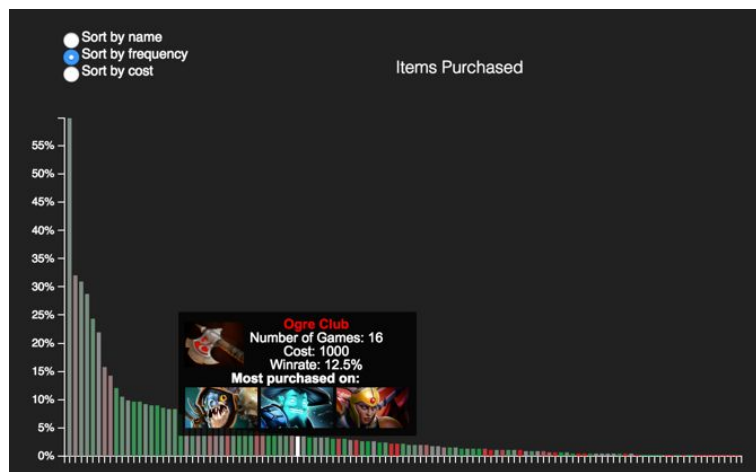 Sort by name
Sort by frequency
Sort by cost
Items Purchased
55%
50%
45%
40%
35%
30%
25%
20%
15%
10%
5%
0%
Ogre Club
Number of Games: 16
Cost: 1000
Winrate: 12.5%
Most purchased on: